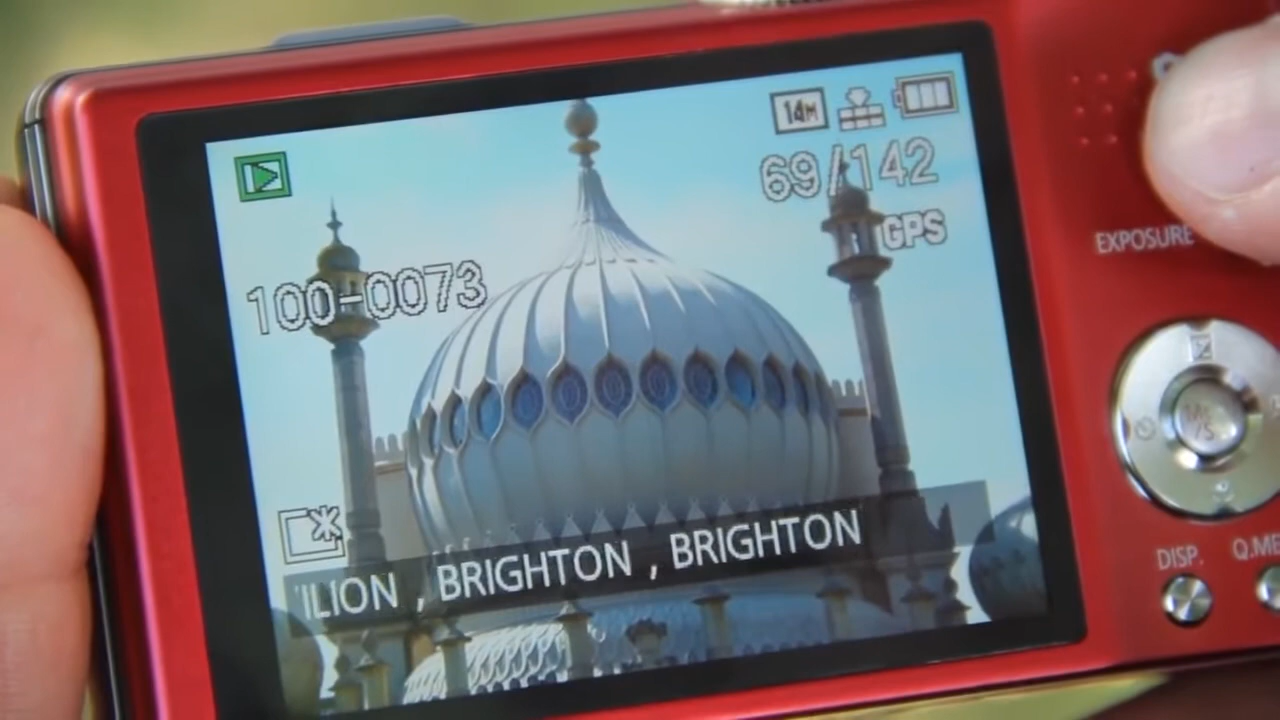 14M
69/142
GPS
100-0073
ILION , BRIGHTON , BRIGHTON
EXPOSURE
DISP.